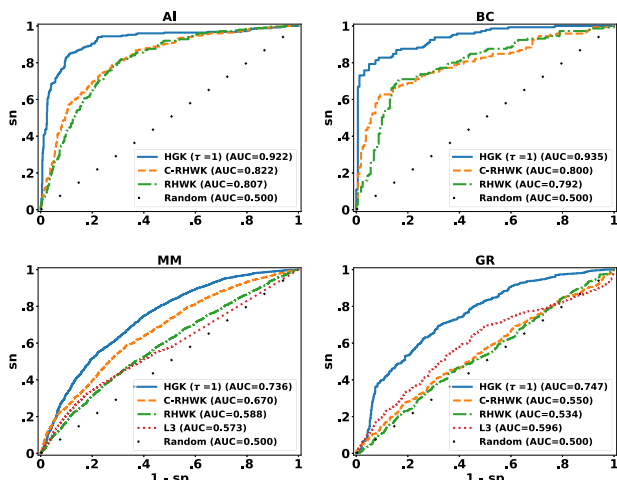 AI
BC
1
.8
.6
.4
.2
0
sn
0 .2 .4 .6 .8 1
HGK (τ =1) (AUC=0.922)
C-RHWK (AUC=0.822)
RHWK (AUC=0.807)
Random (AUC=0.500)
1
.8
.6
.4
.2
0
sn
0 .2 .4 .6 .8 1
HGK (τ =1) (AUC=0.935)
C-RHWK (AUC=0.800)
RHWK (AUC=0.792)
Random (AUC=0.500)
MM
GR
1
.8
.6
.4
.2
0
sn
0 .2 .4 .6 .8 1
1 - sp
HGK (τ =1) (AUC=0.736)
C-RHWK (AUC=0.670)
RHWK (AUC=0.588)
L3 (AUC=0.573)
Random (AUC=0.500)
1
.8
.6
.4
.2
0
sn
0 .2 .4 .6 .8 1
1 - sp
HGK (τ =1) (AUC=0.747)
C-RHWK (AUC=0.550)
RHWK (AUC=0.534)
L3 (AUC=0.596)
Random (AUC=0.500)